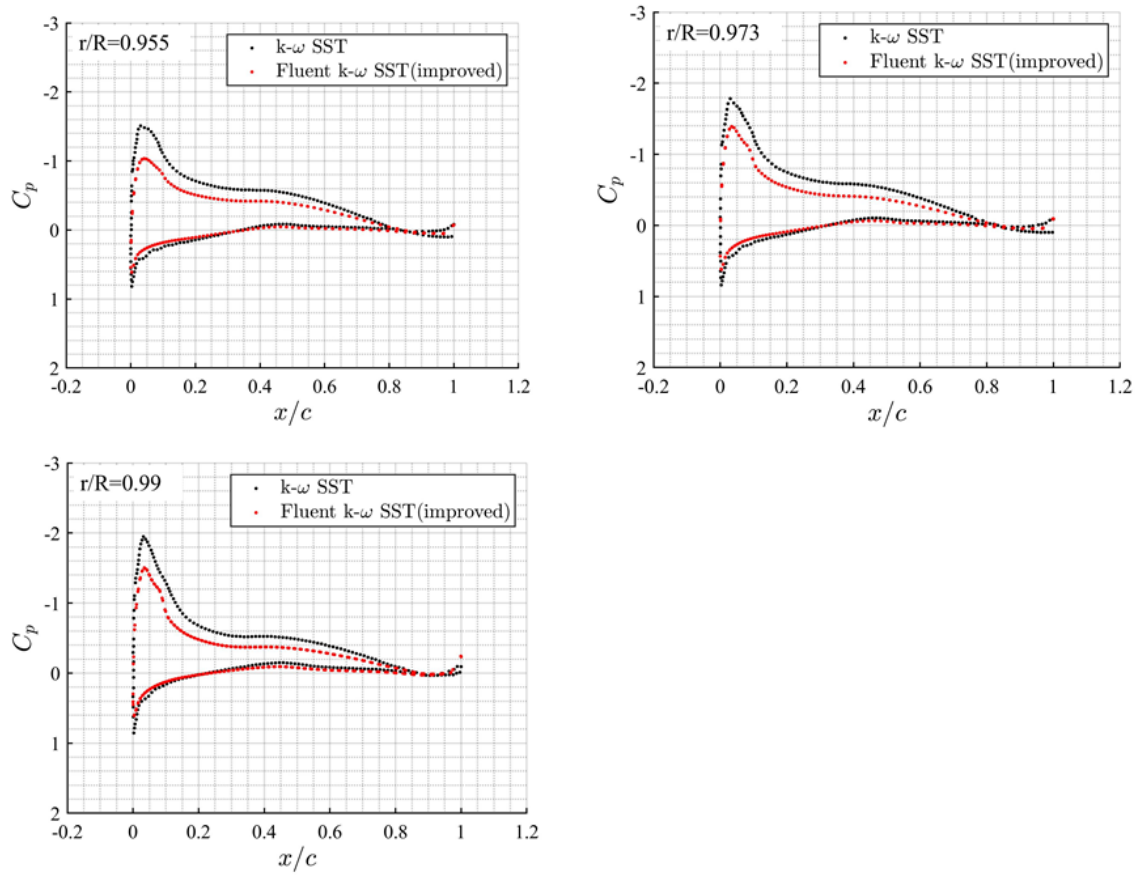 -3
r/R=0.955
k-ω SST
Fluent k-ω SST(improved)
-2
-1
C_p
0
1
2
-0.2 0 0.2 0.4 0.6 0.8 1 1.2
x/c
-3
r/R=0.973
k-ω SST
Fluent k-ω SST(improved)
-2
-1
C_p
0
1
2
-0.2 0 0.2 0.4 0.6 0.8 1 1.2
x/c
-3
r/R=0.99
k-ω SST
Fluent k-ω SST(improved)
-2
-1
C_p
0
1
2
-0.2 0 0.2 0.4 0.6 0.8 1 1.2
x/c